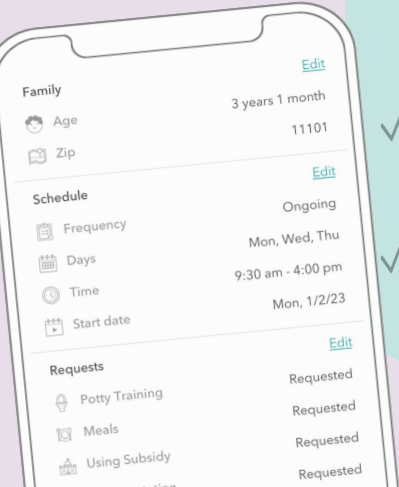 Family Edit
Age 3 years 1 month
Zip 11101
Schedule Edit
Frequency Ongoing
Days Mon, Wed, Thu
Time 9:30 am - 4:00 pm
Start date Mon, 1/2/23
Requests Edit
Potty Training Requested
Meals Requested
Using Subsidy Requested
Requested